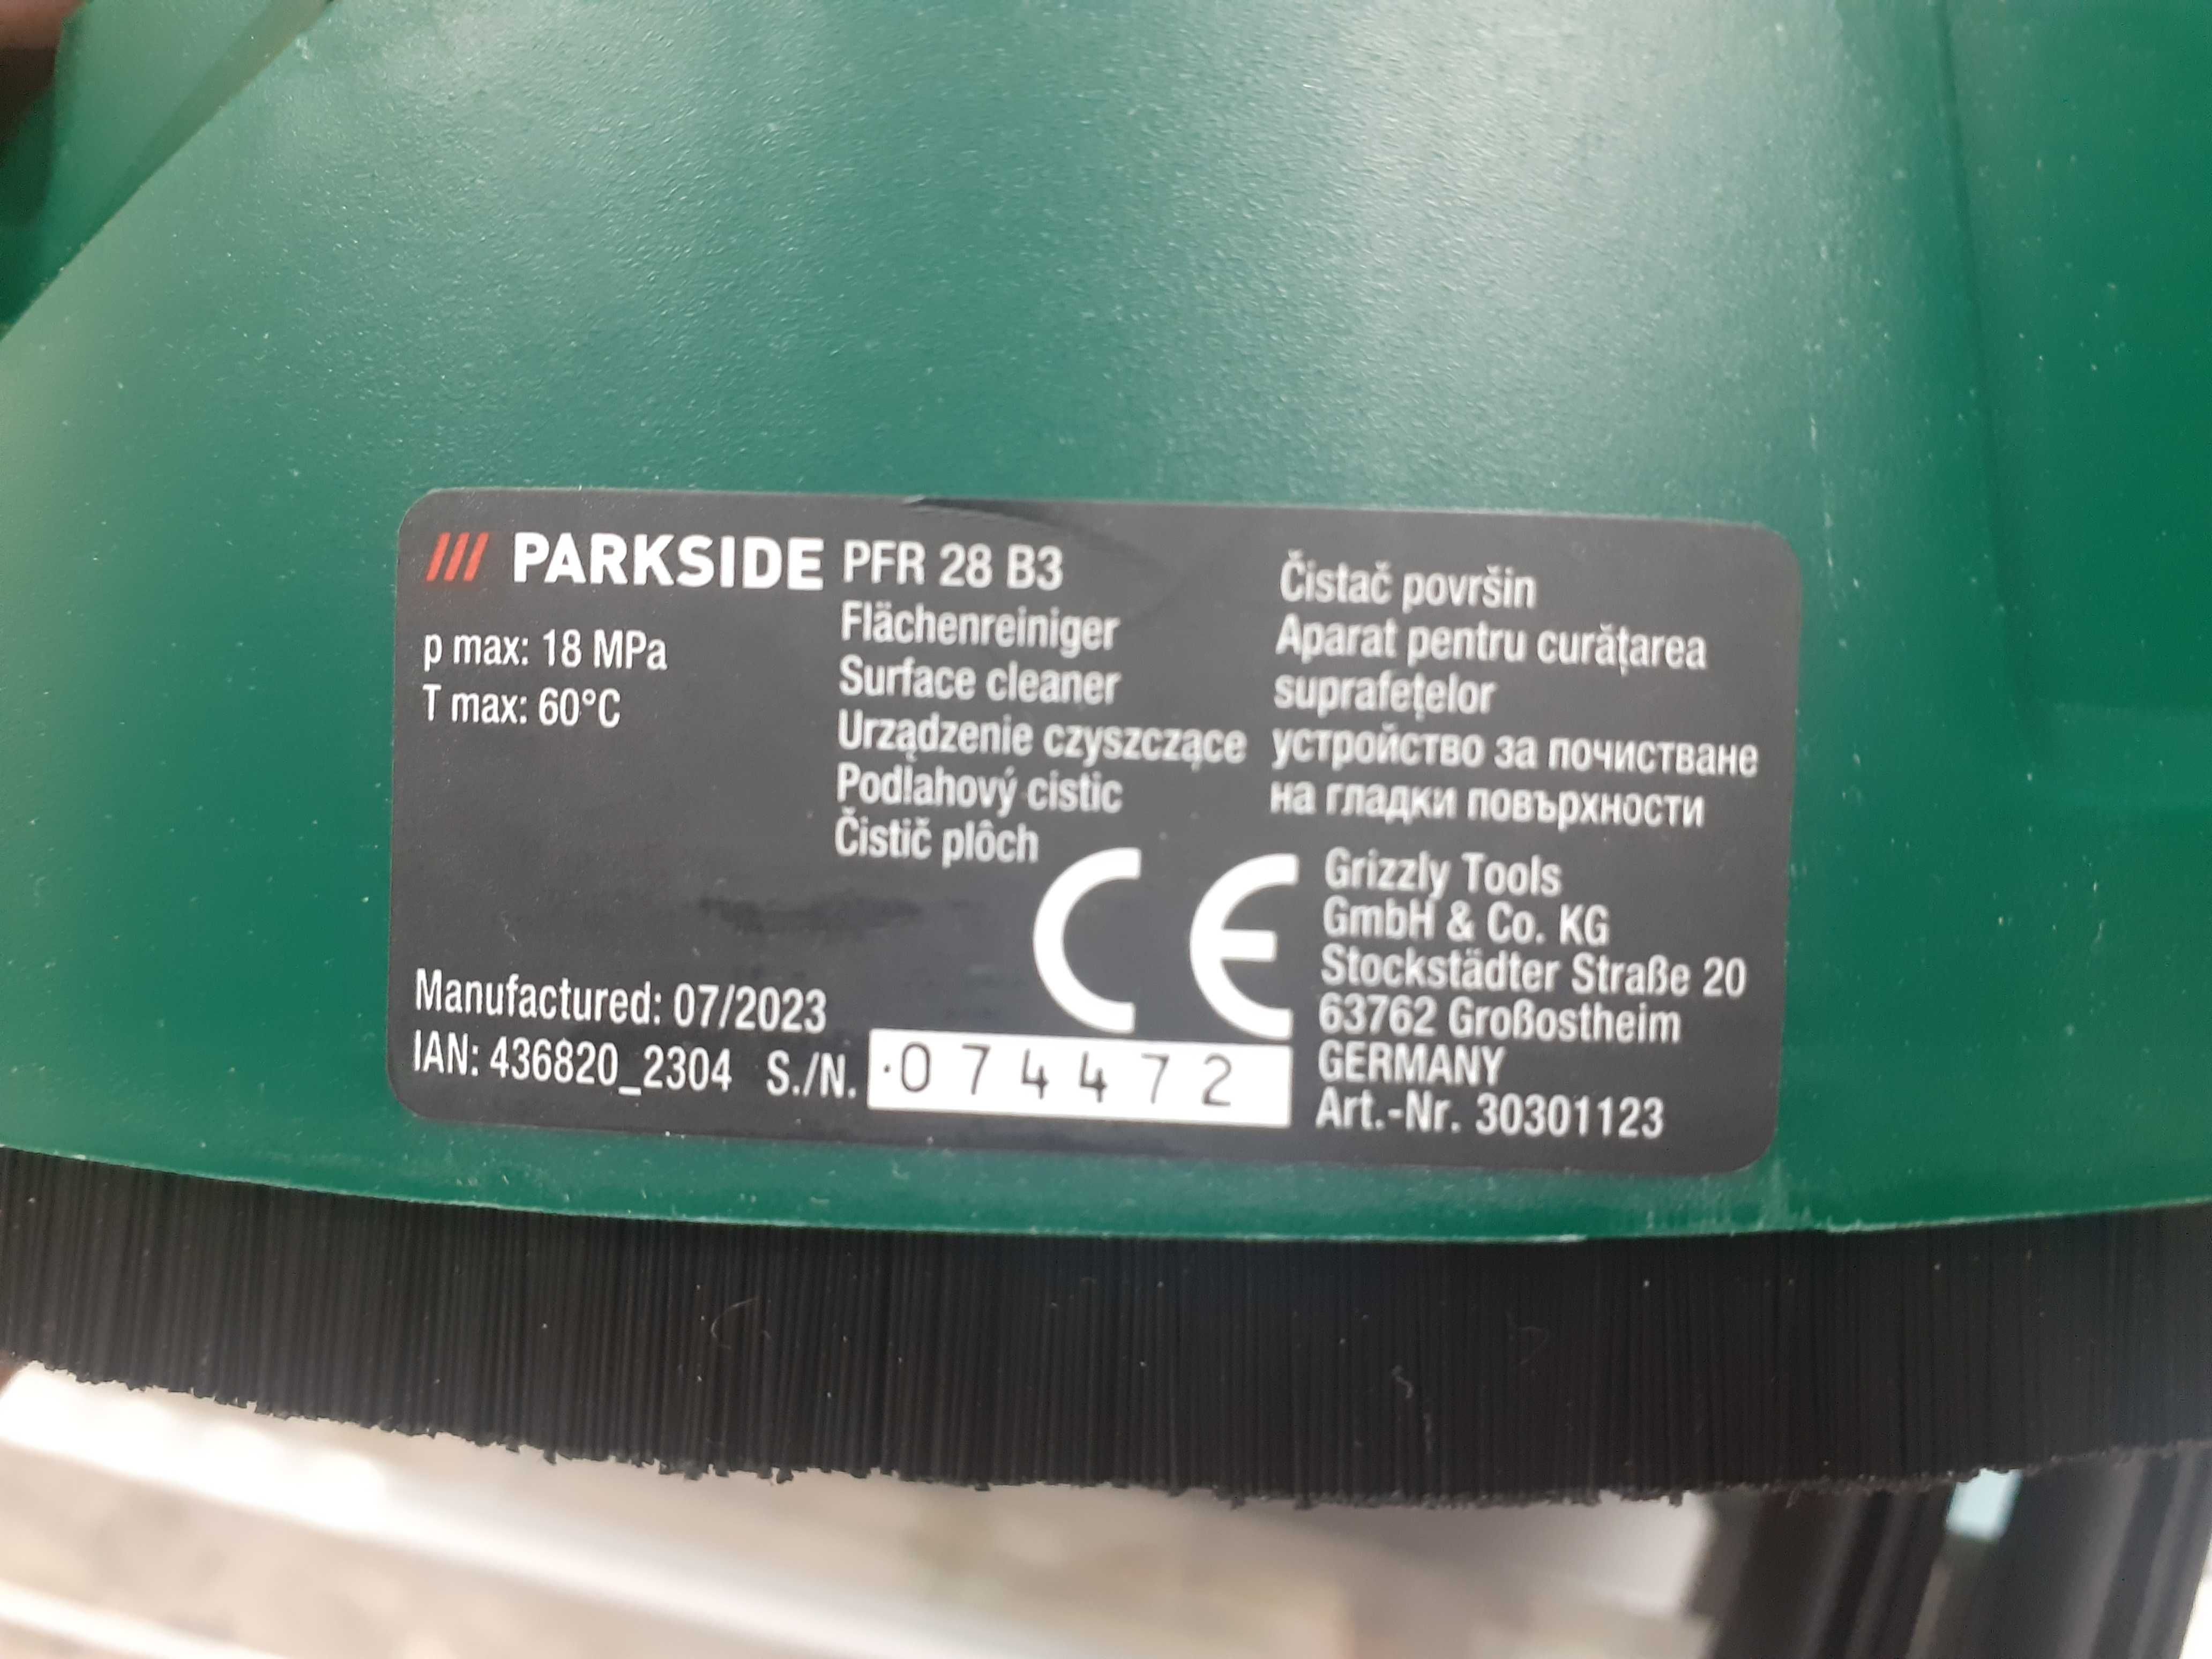 /// PARKSIDE PFR 28 B3
p max: 18 MPa
T max: 60°C
Flächenreiniger
Surface cleaner
Urządzenie czyszczące
Podlahový cistic
Čistič plôch
Čistač površin
Aparat pentru curățarea
suprafețelor
устройство за почистване
на гладки повърхности
CE
Manufactured: 07/2023
IAN: 436820_2304 S./N. ·074472
Grizzly Tools
GmbH & Co. KG
Stockstädter Straße 20
63762 Großostheim
GERMANY
Art.-Nr. 30301123